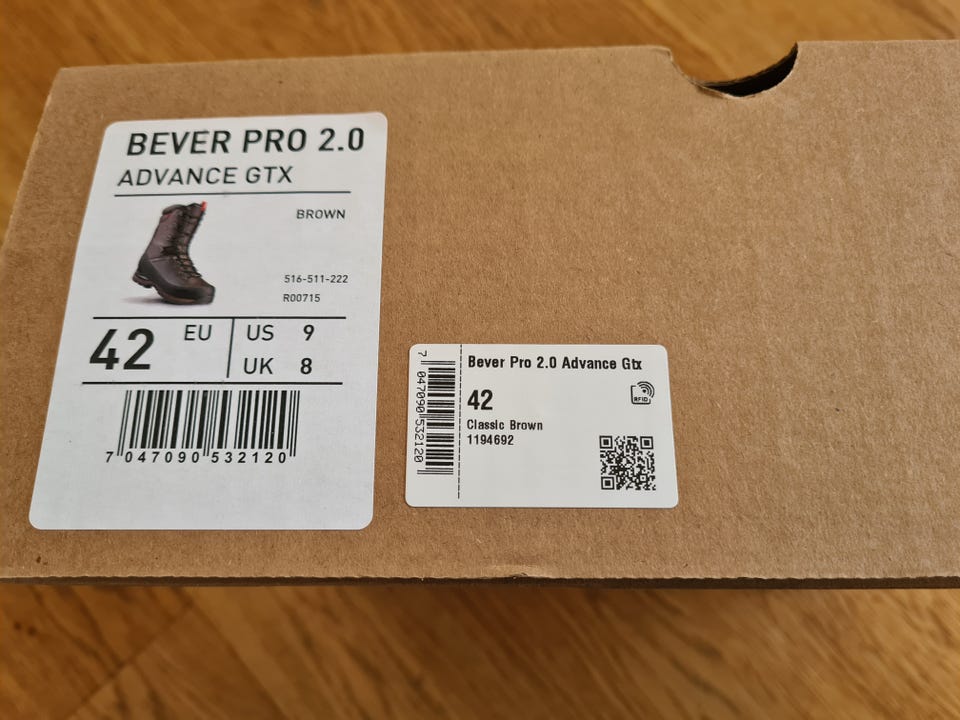 BEVER PRO 2.0
ADVANCE GTX
BROWN
516-511-222
R00715
42 EU US 9
UK 8
7 047090 532120
7 047090 532120
Bever Pro 2.0 Advance Gtx
42
RFID
Classic Brown
1194692